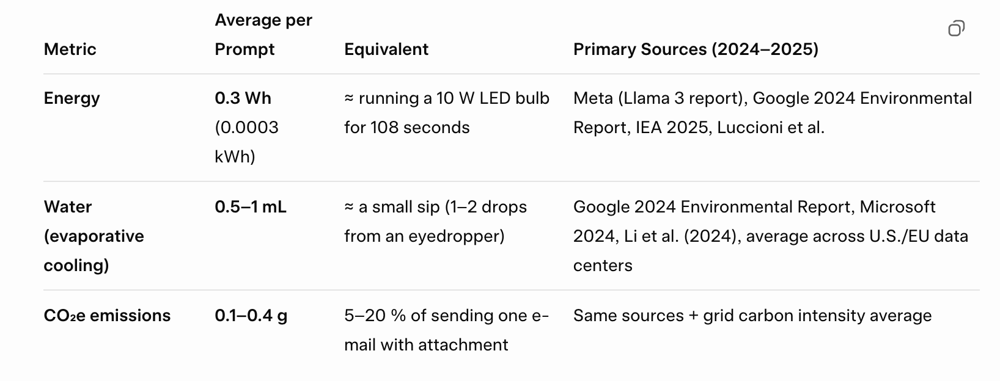 Average per
Metric Prompt Equivalent Primary Sources (2024–2025)
Energy 0.3 Wh ≈ running a 10 W LED bulb Meta (Llama 3 report), Google 2024 Environmental
(0.0003 for 108 seconds Report, IEA 2025, Luccioni et al.
kWh)
Water 0.5–1 mL ≈ a small sip (1–2 drops Google 2024 Environmental Report, Microsoft
(evaporative from an eyedropper) 2024, Li et al. (2024), average across U.S./EU data
cooling) centers
CO₂e emissions 0.1–0.4 g 5–20 % of sending one e- Same sources + grid carbon intensity average
mail with attachment